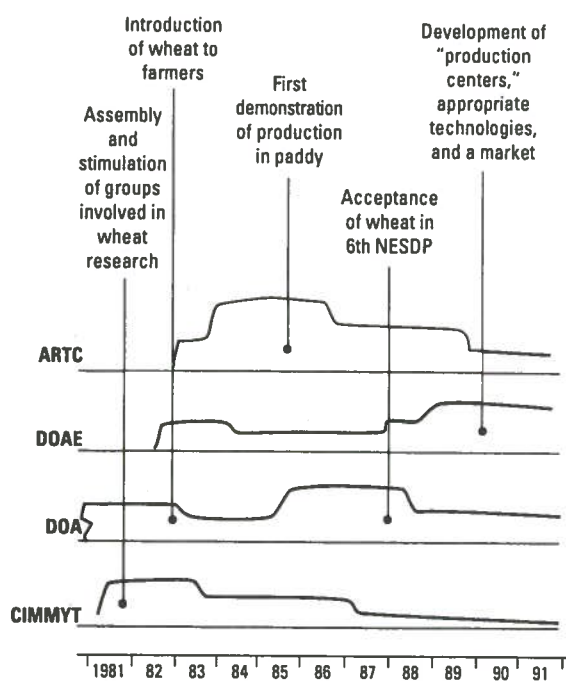 Introduction
of wheat to
farmers
Development of
“production
centers,”
appropriate
technologies,
and a market
First
demonstration
of production
in paddy
Assembly
and
stimulation
of groups
involved in
wheat
research
Acceptance
of wheat in
6th NESDP
ARTC
DOAE
DOA
CIMMYT
1981 82 83 84 85 86 87 88 89 90 91